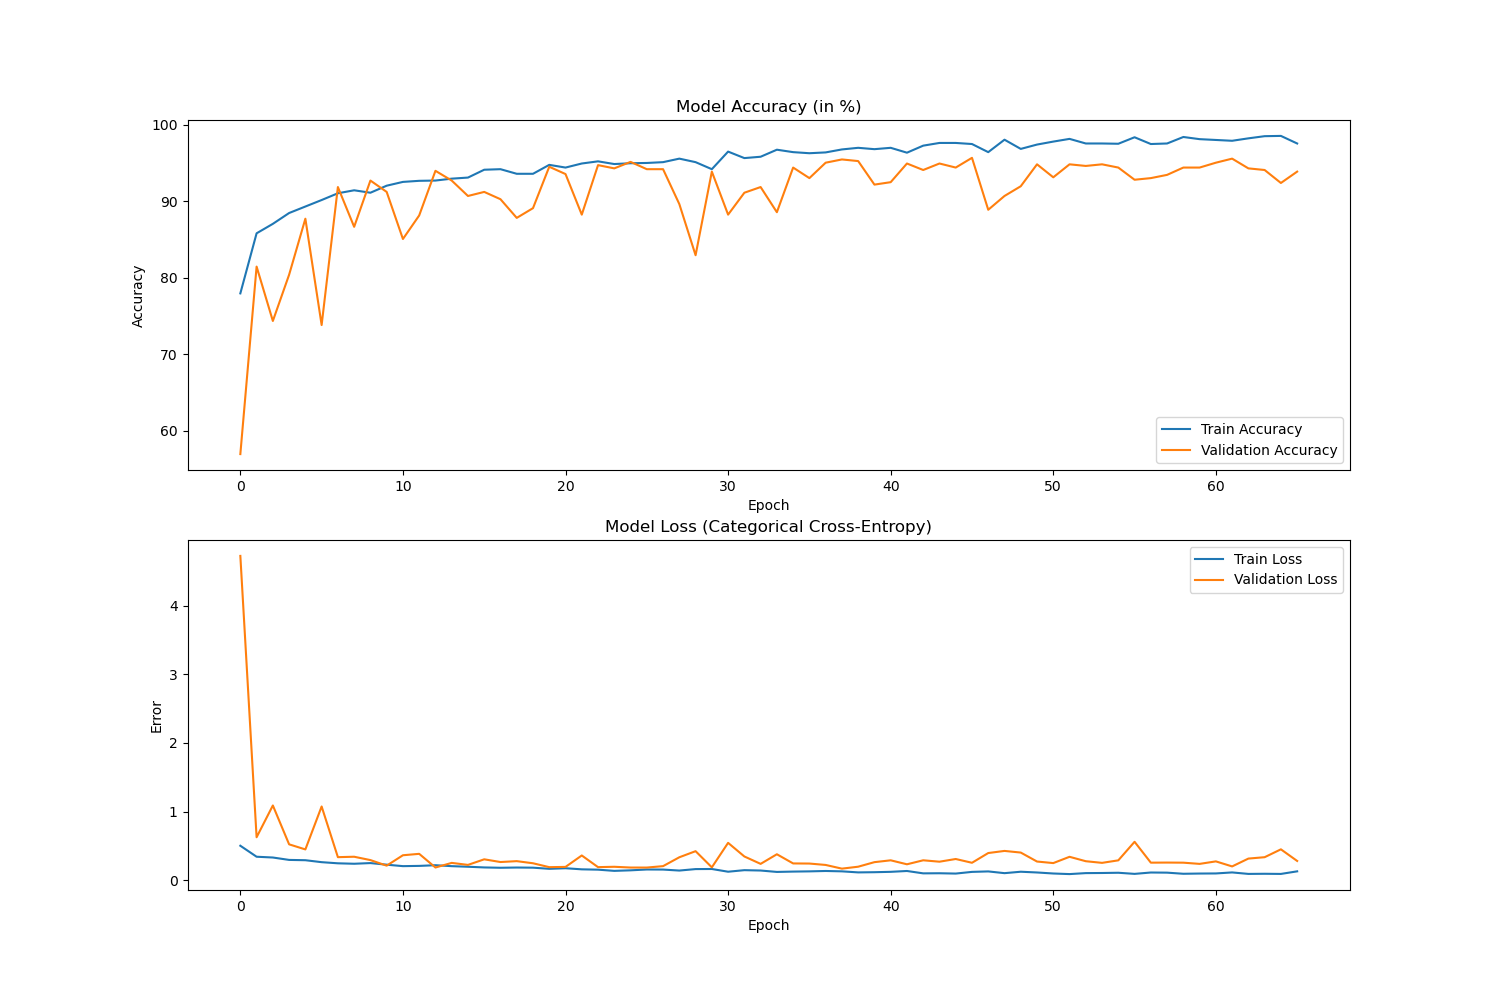 Model Accuracy (in %)
100
90
80
70
60
Accuracy
Train Accuracy
Validation Accuracy
0 10 20 30 40 50 60
Epoch
Model Loss (Categorical Cross-Entropy)
Train Loss
Validation Loss
4
3
2
1
0
Error
0 10 20 30 40 50 60
Epoch